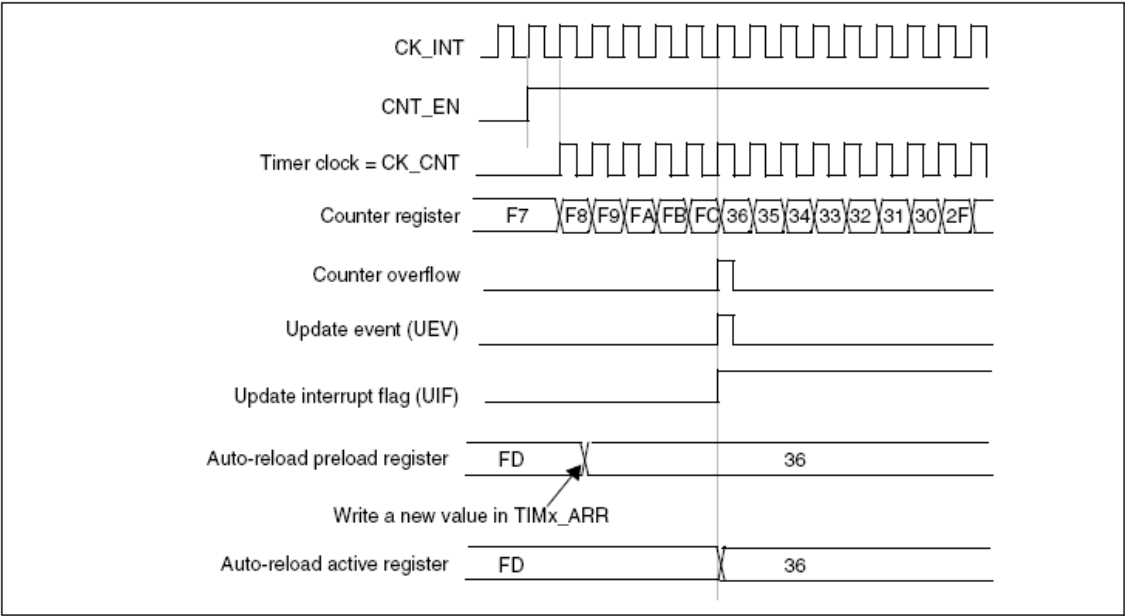 CK_INT
CNT_EN
Timer clock = CK_CNT
Counter register F7 F8 F9 FA FB FC 36 35 34 33 32 31 30 2F
Counter overflow
Update event (UEV)
Update interrupt flag (UIF)
Auto-reload preload register FD 36
Write a new value in TIMx_ARR
Auto-reload active register FD 36